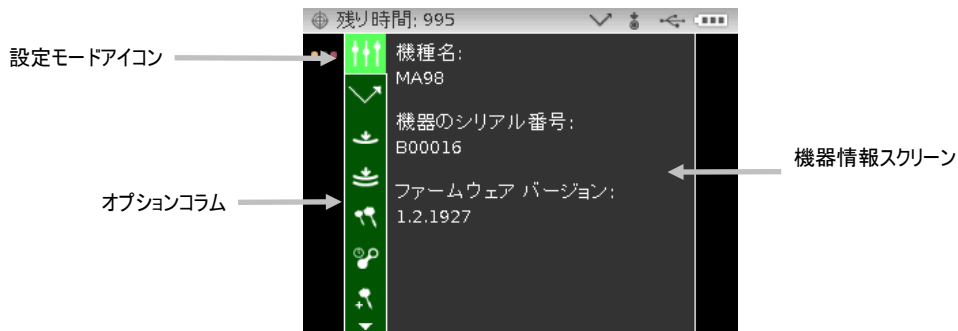 残り時間: 995
設定モードアイコン
機種名:
MA98
機器のシリアル番号:
B00016
機器情報スクリーン
オプションコラム
ファームウェア バージョン:
1.2.1927